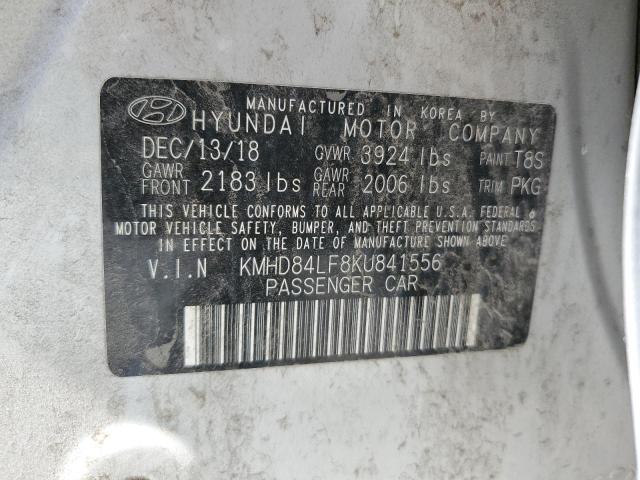 MANUFACTURED IN KOREA BY
HYUNDAI MOTOR COMPANY
DEC/13/18 GVWR 3924 lbs PAINT T8S
GAWR FRONT 2183 lbs GAWR REAR 2006 lbs TRIM PKG
THIS VEHICLE CONFORMS TO ALL APPLICABLE U.S.A. FEDERAL
MOTOR VEHICLE SAFETY, BUMPER, AND THEFT PREVENTION STANDARDS
IN EFFECT ON THE DATE OF MANUFACTURE SHOWN ABOVE.
V.I.N KMHD84LF8KU841556
PASSENGER CAR